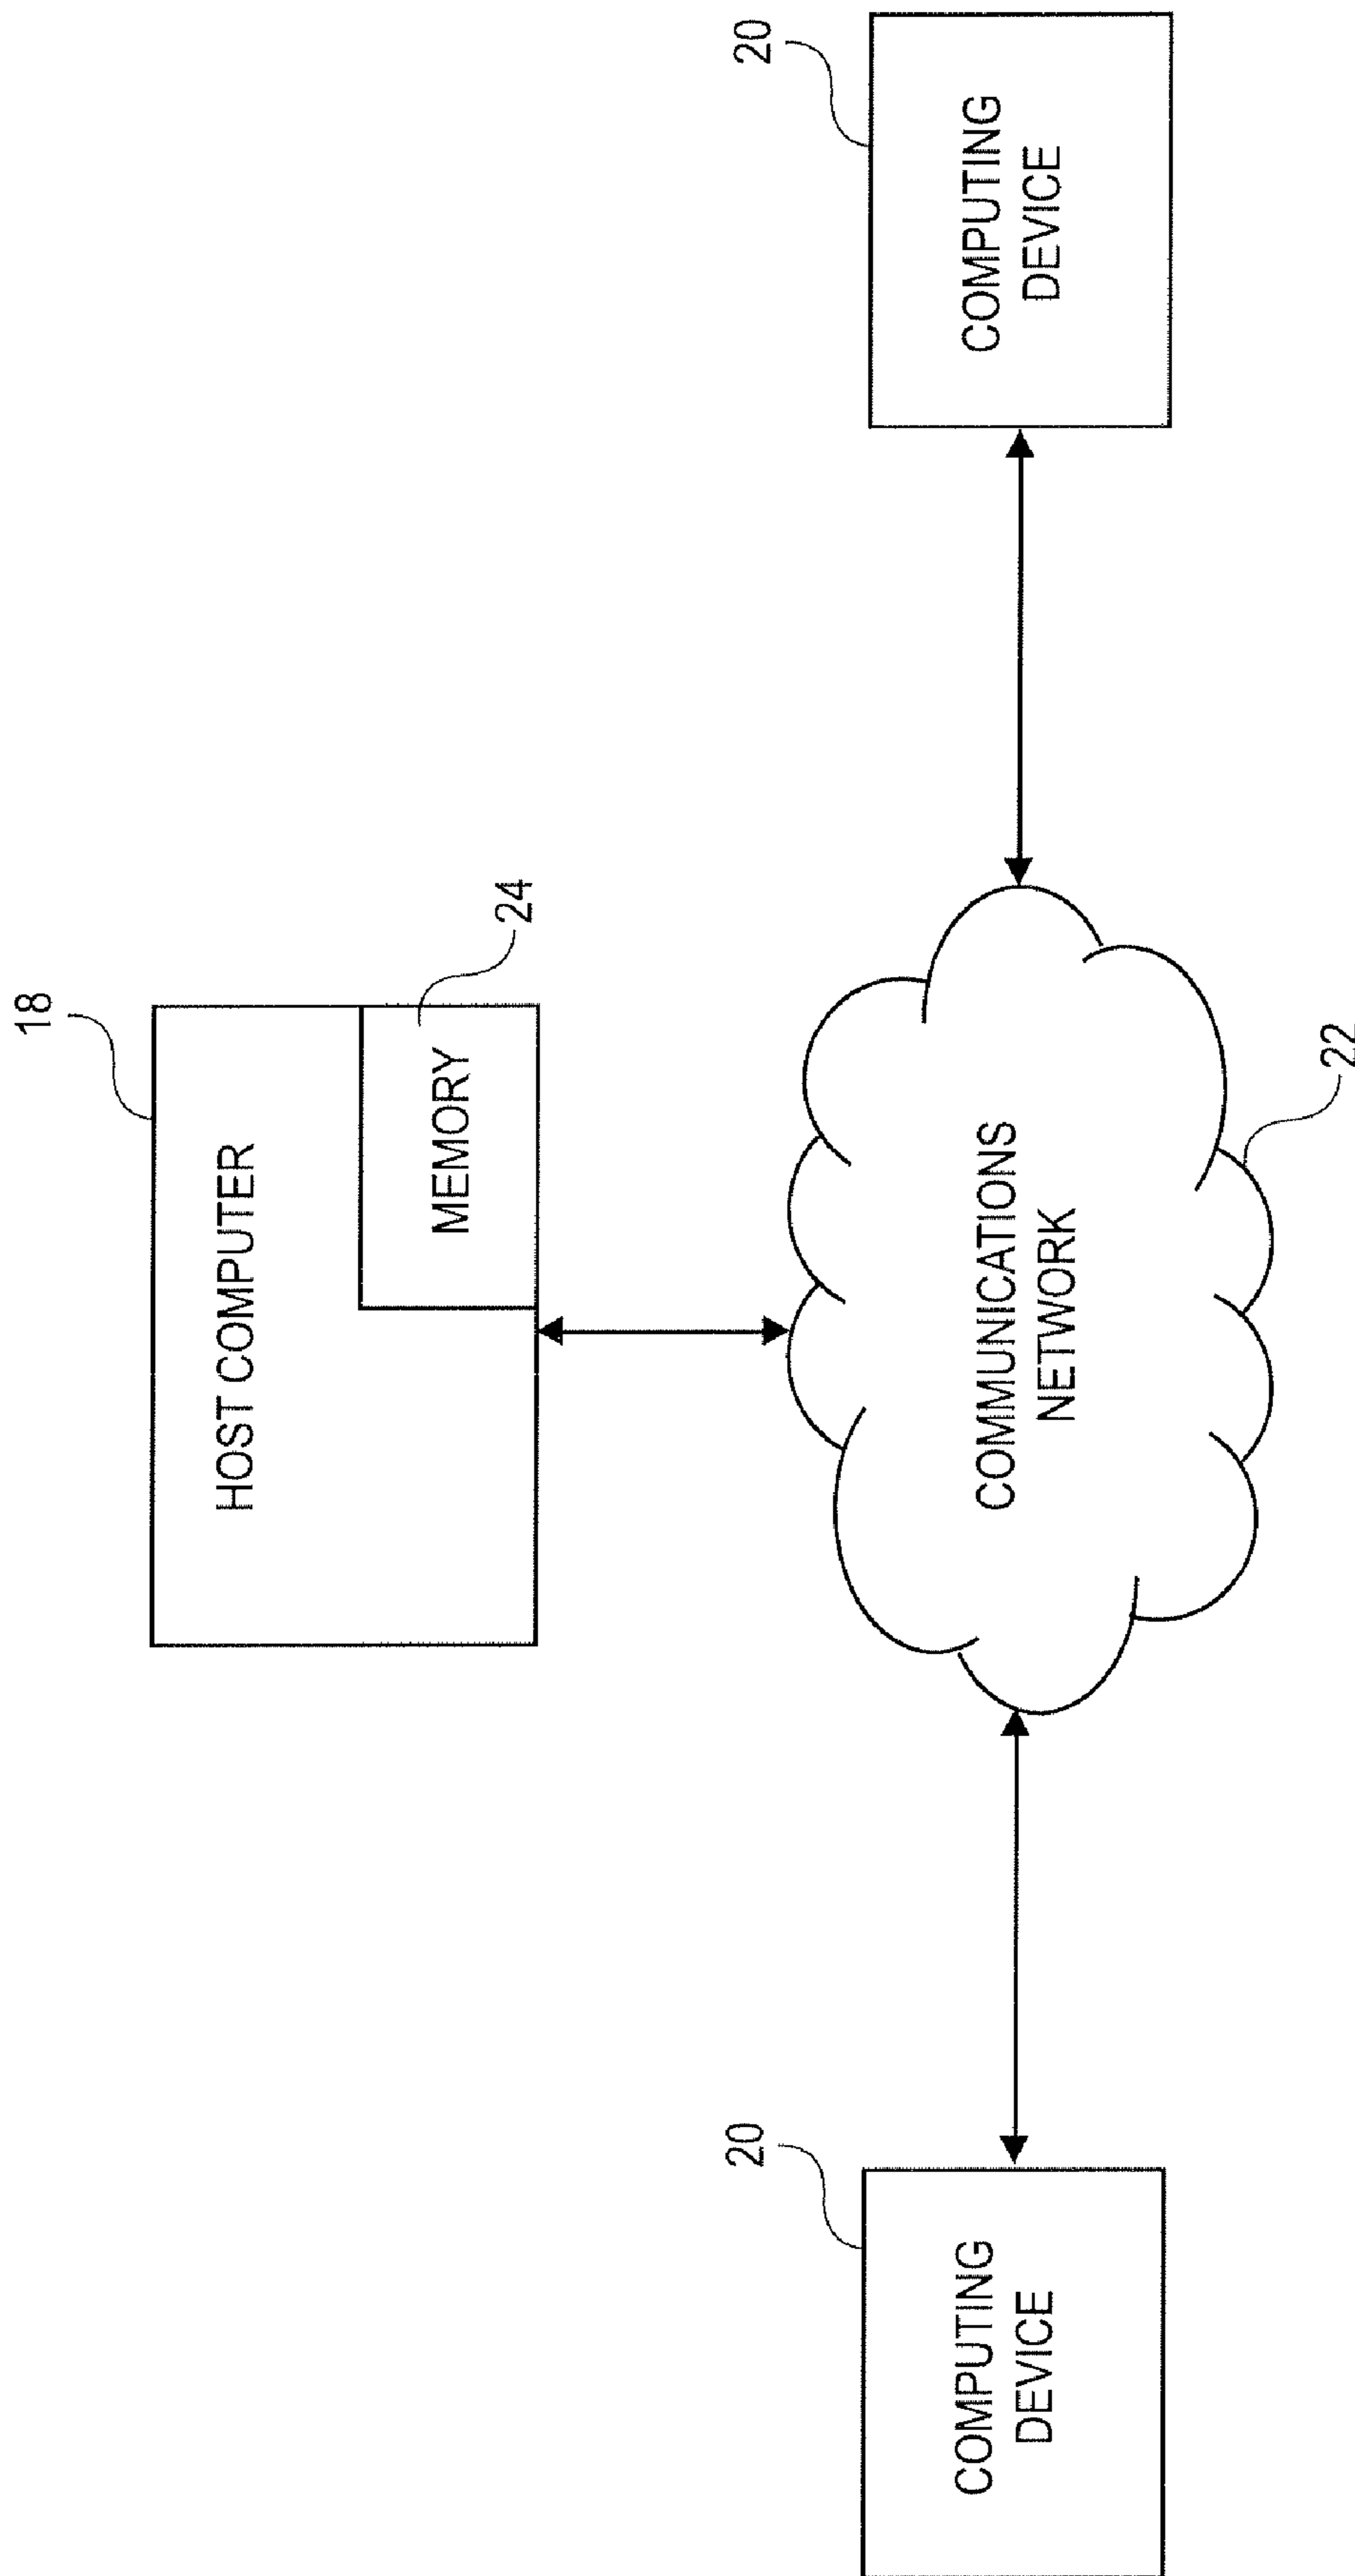 18
HOST COMPUTER
MEMORY
24
20
COMPUTING
DEVICE
COMMUNICATIONS
NETWORK
22
20
COMPUTING
DEVICE